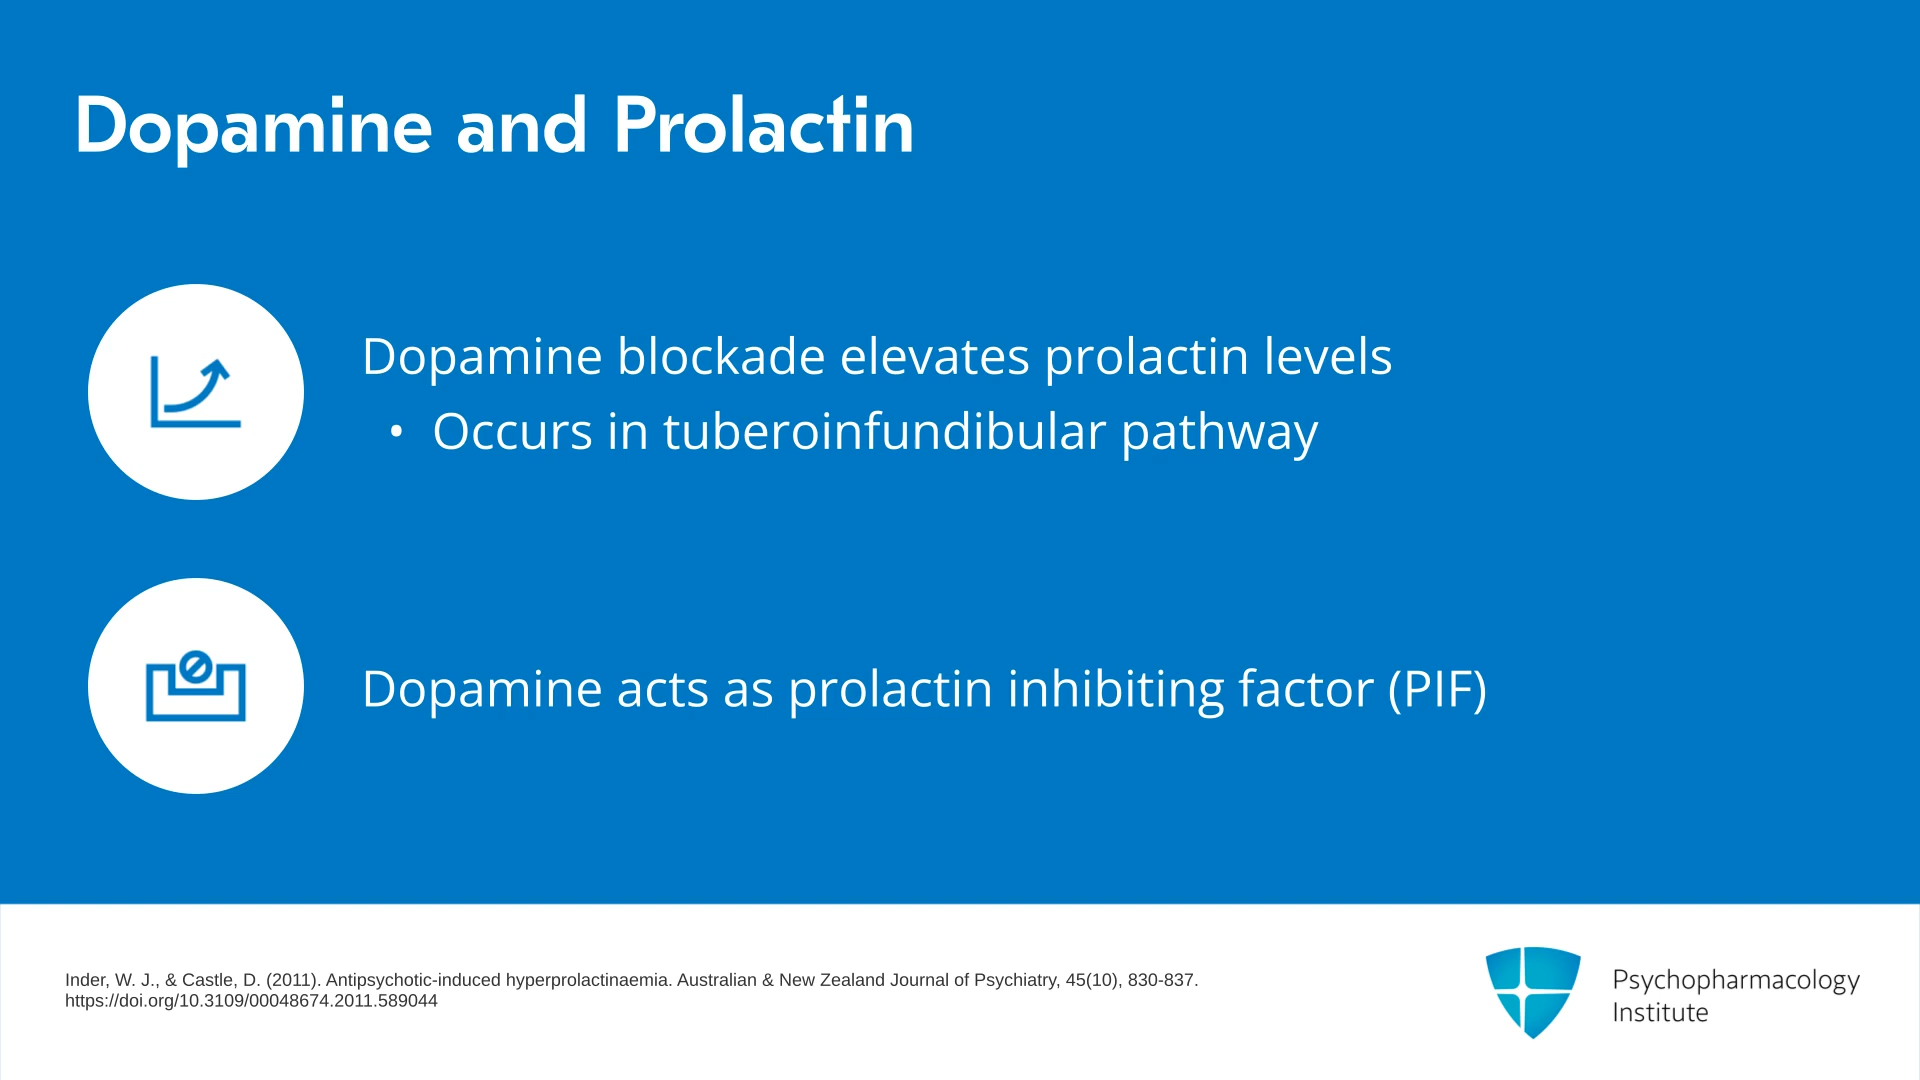 Dopamine and Prolactin
Dopamine blockade elevates prolactin levels
• Occurs in tuberoinfundibular pathway
Dopamine acts as prolactin inhibiting factor (PIF)
Inder, W. J., & Castle, D. (2011). Antipsychotic-induced hyperprolactinaemia. Australian & New Zealand Journal of Psychiatry, 45(10), 830-837.
https://doi.org/10.3109/00048674.2011.589044
Psychopharmacology
Institute